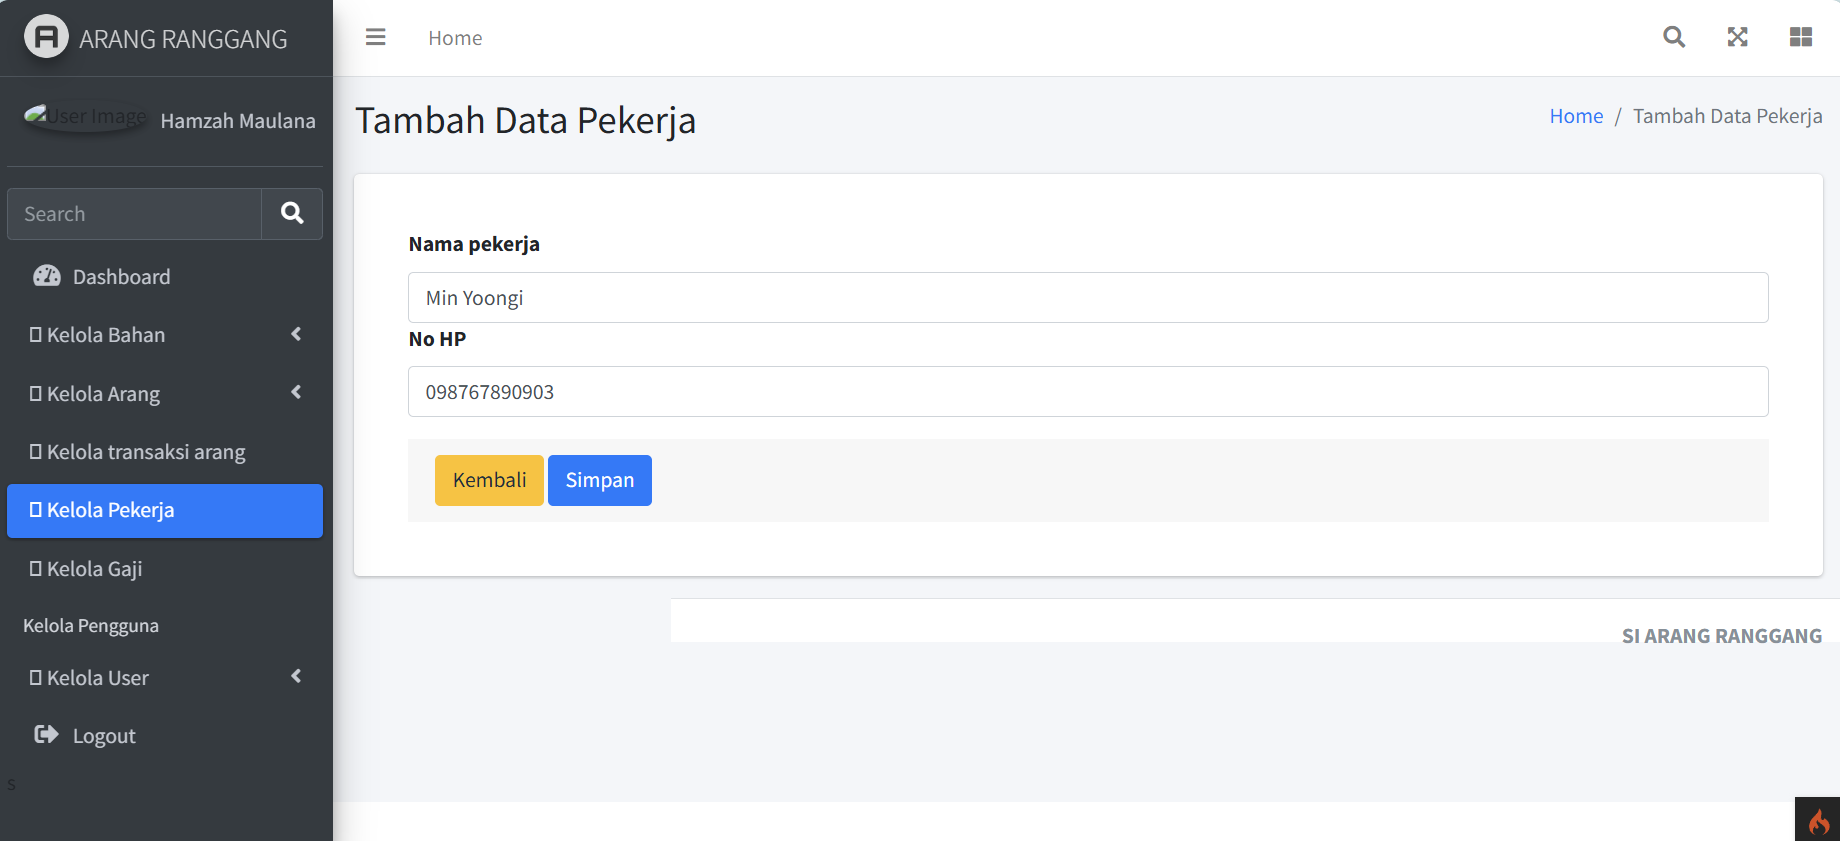 ARANG RANGGANG
Home
User Image
Hamzah Maulana
Tambah Data Pekerja
Home / Tambah Data Pekerja
Search
Dashboard
Kelola Bahan
Kelola Arang
Kelola transaksi arang
Kelola Pekerja
Kelola Gaji
Kelola Pengguna
Kelola User
Logout
s
Nama pekerja
Min Yoongi
No HP
098767890903
Kembali
Simpan
SI ARANG RANGGANG